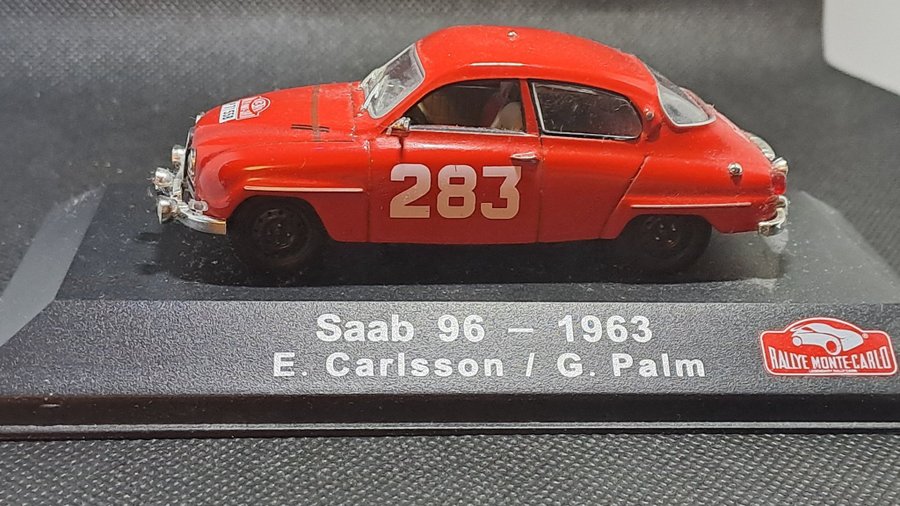 283
Saab 96 – 1963
E. Carlsson / G. Palm
RALLYE MONTE-CARLO